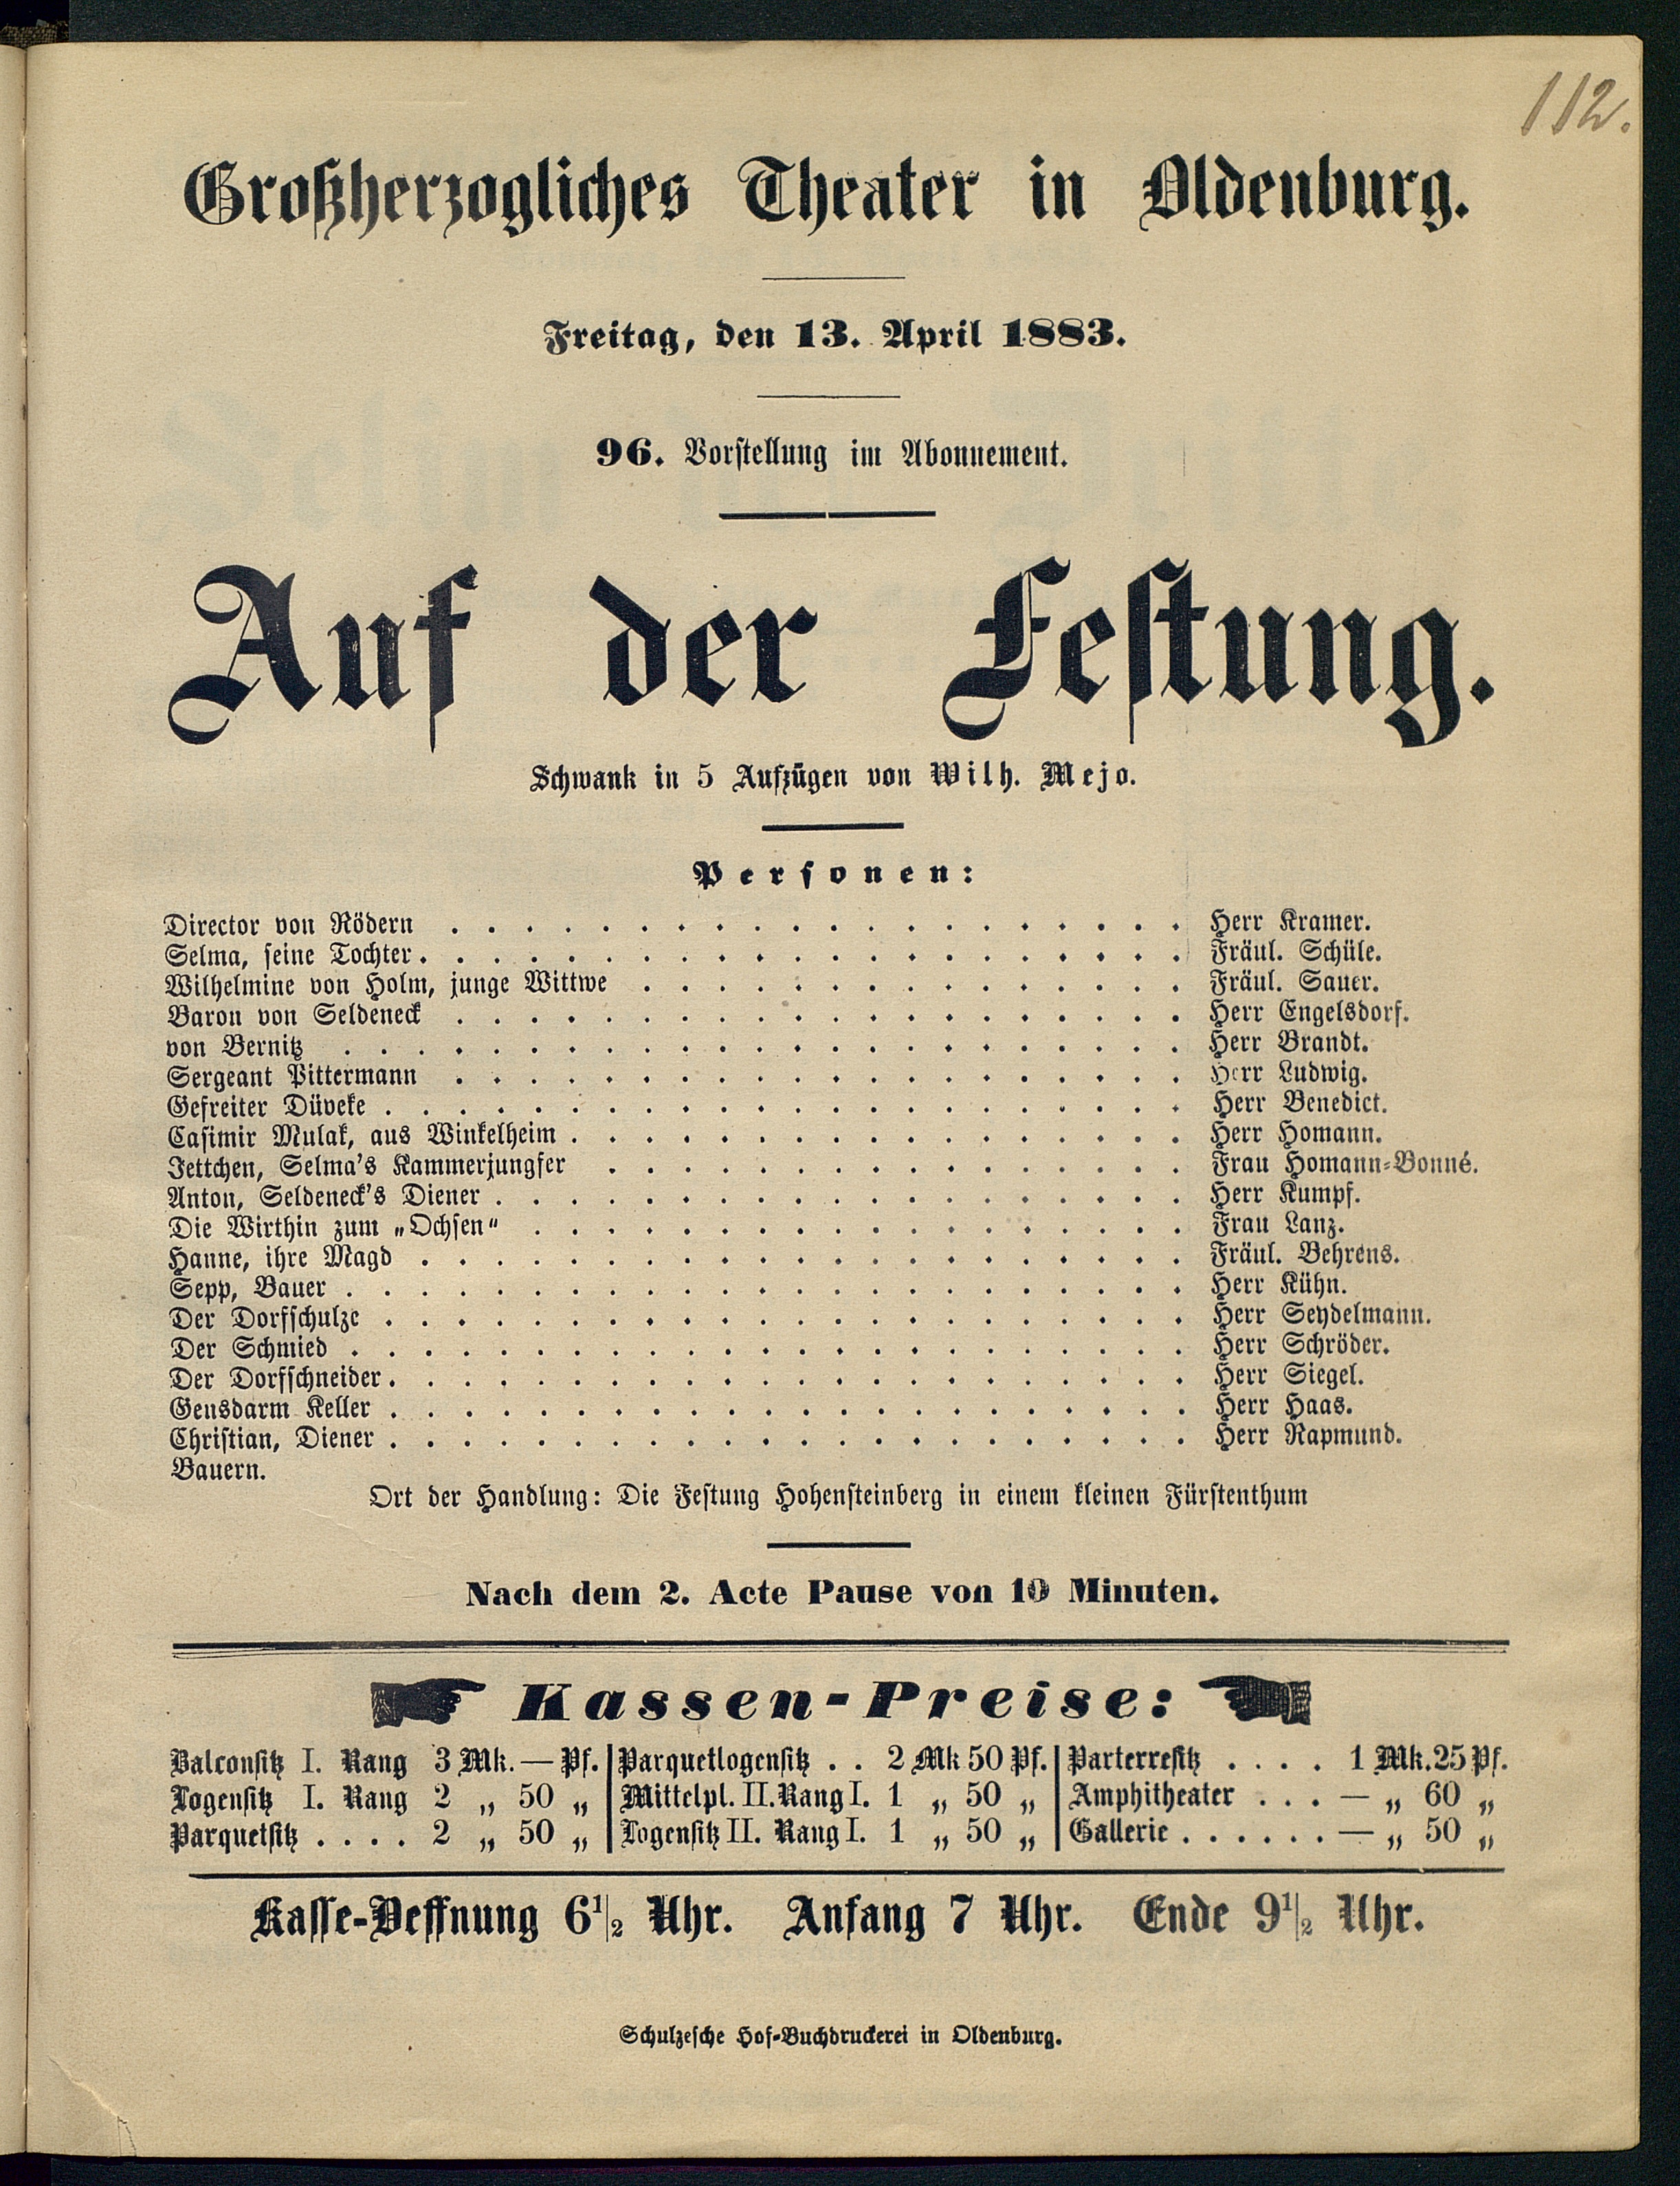 112.
Großherzogliches Theater in Oldenburg.
Freitag, den 13. April 1883.
96. Vorstellung im Abonnement.
Auf der Festung.
Schwank in 5 Aufzügen von Wilh. Mejo.
Personen:
Director von Rödern . . . . . . . . . . . . . . . . . . . . Herr Kramer.
Selma, seine Tochter . . . . . . . . . . . . . . . . . . . . Fräul. Schüle.
Wilhelmine von Holm, junge Wittwe . . . . . . . . . . . . . . . Fräul. Sauer.
Baron von Seldeneck . . . . . . . . . . . . . . . . . . . . Herr Engelsdorf.
von Bernitz . . . . . . . . . . . . . . . . . . . . . . . Herr Brandt.
Sergeant Pittermann . . . . . . . . . . . . . . . . . . . . Herr Ludwig.
Gefreiter Düveke . . . . . . . . . . . . . . . . . . . . . . Herr Benedict.
Casimir Mulak, aus Winkelheim . . . . . . . . . . . . . . . . . Herr Homann.
Jettchen, Selma's Kammerjungfer . . . . . . . . . . . . . . . . Frau Homann-Bonné.
Anton, Seldeneck's Diener . . . . . . . . . . . . . . . . . . . Herr Kumpf.
Die Wirthin zum „Ochsen" . . . . . . . . . . . . . . . . . . Frau Lanz.
Hanne, ihre Magd . . . . . . . . . . . . . . . . . . . . . Fräul. Behrens.
Sepp, Bauer . . . . . . . . . . . . . . . . . . . . . . . Herr Kühn.
Der Dorfschulze . . . . . . . . . . . . . . . . . . . . . . Herr Seydelmann.
Der Schmied . . . . . . . . . . . . . . . . . . . . . . . Herr Schröder.
Der Dorfschneider . . . . . . . . . . . . . . . . . . . . . . Herr Siegel.
Gensdarm Keller . . . . . . . . . . . . . . . . . . . . . . Herr Haas.
Christian, Diener . . . . . . . . . . . . . . . . . . . . . . Herr Rapmund.
Bauern.
Ort der Handlung: Die Festung Hohensteinberg in einem kleinen Fürstenthum
Nach dem 2. Acte Pause von 10 Minuten.
Kassen-Preise:
Balconsitz I. Rang 3 Mk. — Pf. | Parquetlogensitz . . 2 Mk 50 Pf. | Parterresitz . . . . 1 Mk. 25 Pf.
Logensitz I. Rang 2 „ 50 „ | Mittelpl. II. Rang I. 1 „ 50 „ | Amphitheater . . . — „ 60 „
Parquetsitz . . . . 2 „ 50 „ | Logensitz II. Rang I. 1 „ 50 „ | Gallerie . . . . . . — „ 50 „
Kasse-Oeffnung 6½ Uhr. Anfang 7 Uhr. Ende 9½ Uhr.
Schulzesche Hof-Buchdruckerei in Oldenburg.